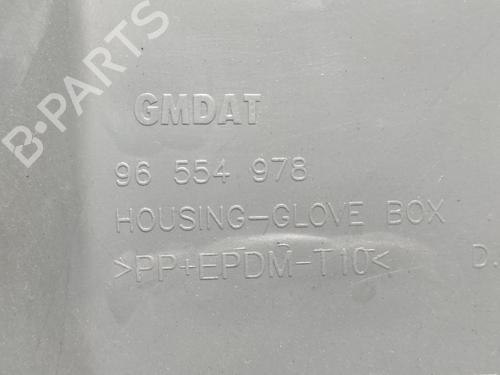 B-PARTS
GMDAT
96 554 978
HOUSING-GLOVE BOX
>PP+EPDM-T10< D.